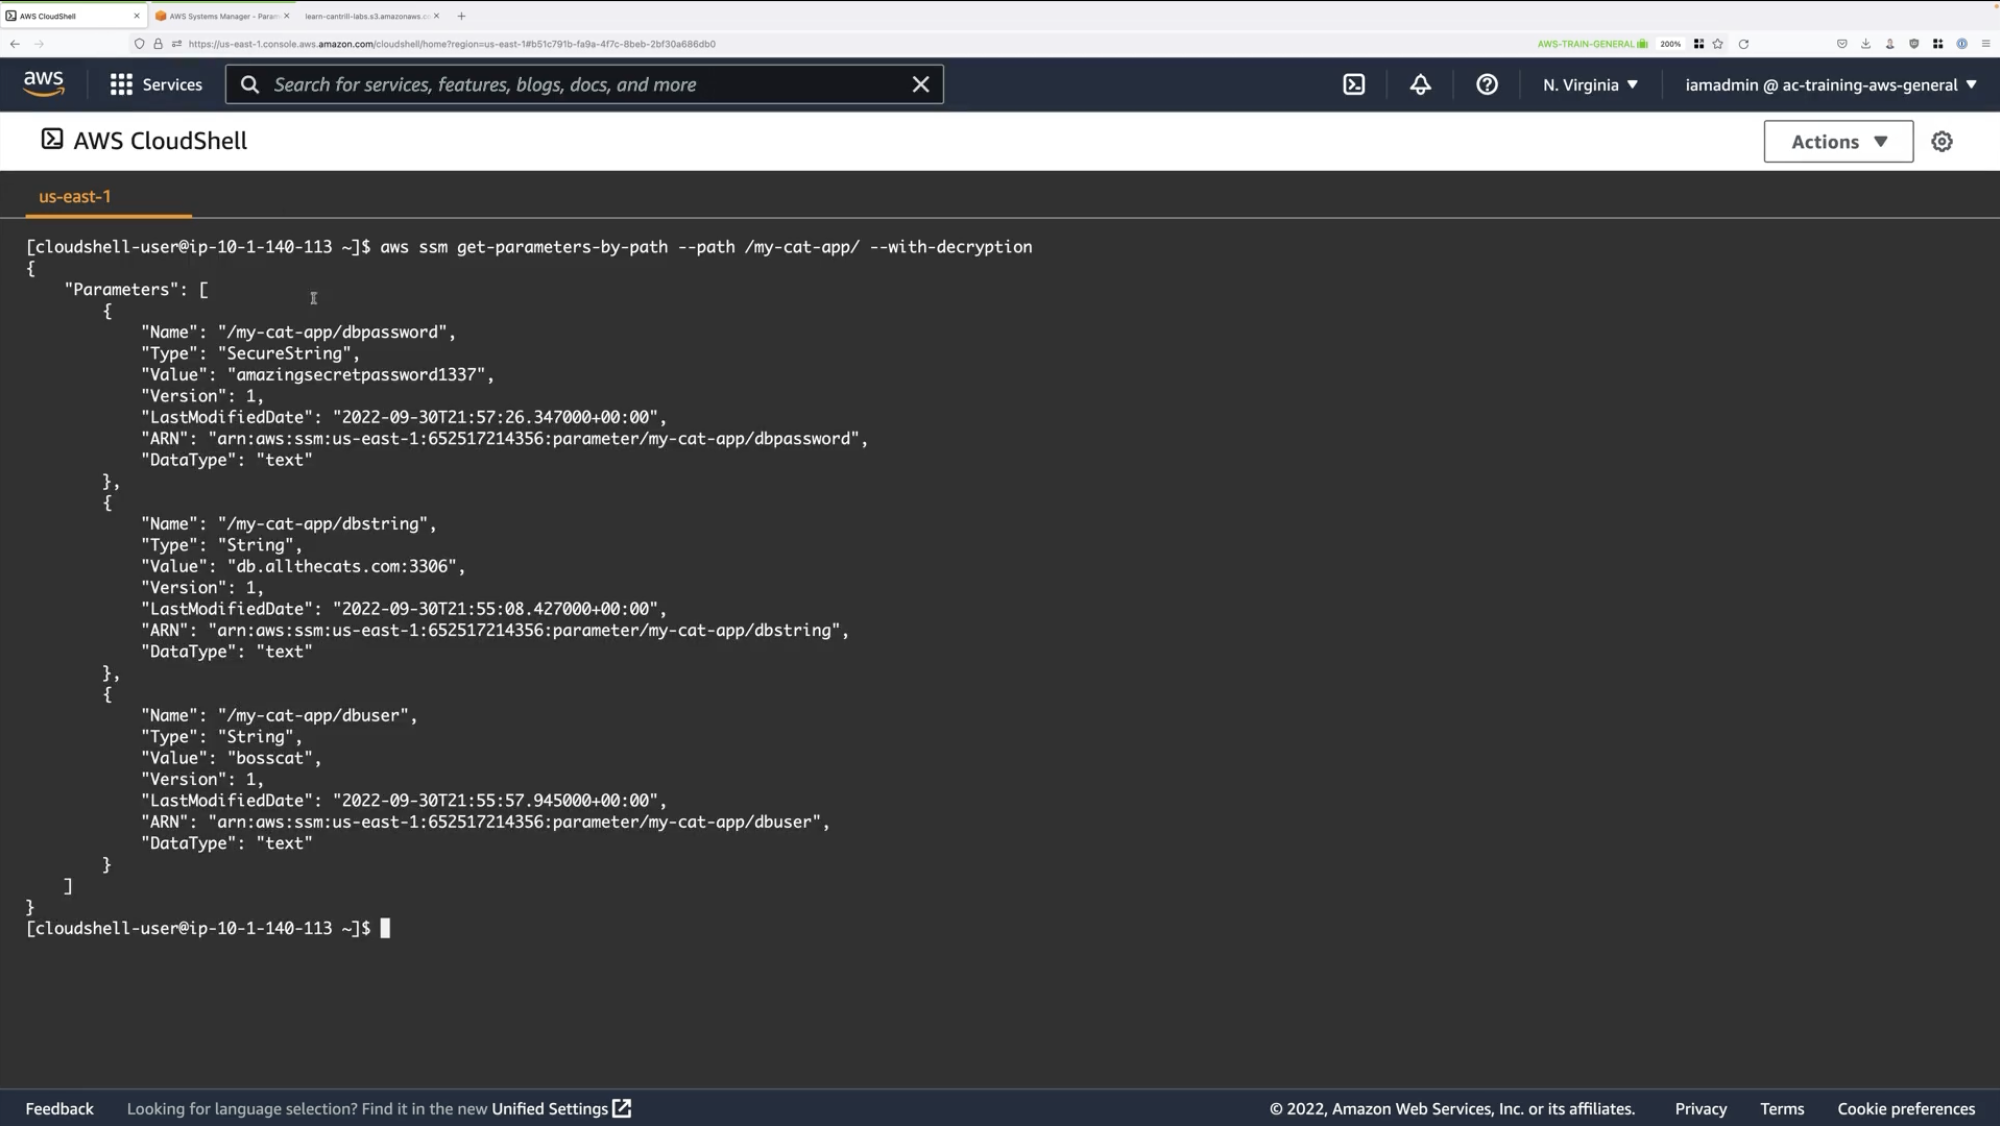 AWS CloudShell
AWS Systems Manager - Param
learn-cantrill-labs.s3.amazonaws.c
https://us-east-1.console.aws.amazon.com/cloudshell/home?region=us-east-1#b51c791b-fa9a-4f7c-8beb-2bf30a686db0
AWS-TRAIN-GENERAL
200%
aws
Services
Search for services, features, blogs, docs, and more
N. Virginia
iamadmin @ ac-training-aws-general
AWS CloudShell
Actions
us-east-1
[cloudshell-user@ip-10-1-140-113 ~]$ aws ssm get-parameters-by-path --path /my-cat-app/ --with-decryption
{
    "Parameters": [
        {
            "Name": "/my-cat-app/dbpassword",
            "Type": "SecureString",
            "Value": "amazingsecretpassword1337",
            "Version": 1,
            "LastModifiedDate": "2022-09-30T21:57:26.347000+00:00",
            "ARN": "arn:aws:ssm:us-east-1:652517214356:parameter/my-cat-app/dbpassword",
            "DataType": "text"
        },
        {
            "Name": "/my-cat-app/dbstring",
            "Type": "String",
            "Value": "db.allthecats.com:3306",
            "Version": 1,
            "LastModifiedDate": "2022-09-30T21:55:08.427000+00:00",
            "ARN": "arn:aws:ssm:us-east-1:652517214356:parameter/my-cat-app/dbstring",
            "DataType": "text"
        },
        {
            "Name": "/my-cat-app/dbuser",
            "Type": "String",
            "Value": "bosscat",
            "Version": 1,
            "LastModifiedDate": "2022-09-30T21:55:57.945000+00:00",
            "ARN": "arn:aws:ssm:us-east-1:652517214356:parameter/my-cat-app/dbuser",
            "DataType": "text"
        }
    ]
}
[cloudshell-user@ip-10-1-140-113 ~]$
Feedback
Looking for language selection? Find it in the new Unified Settings
© 2022, Amazon Web Services, Inc. or its affiliates.
Privacy
Terms
Cookie preferences